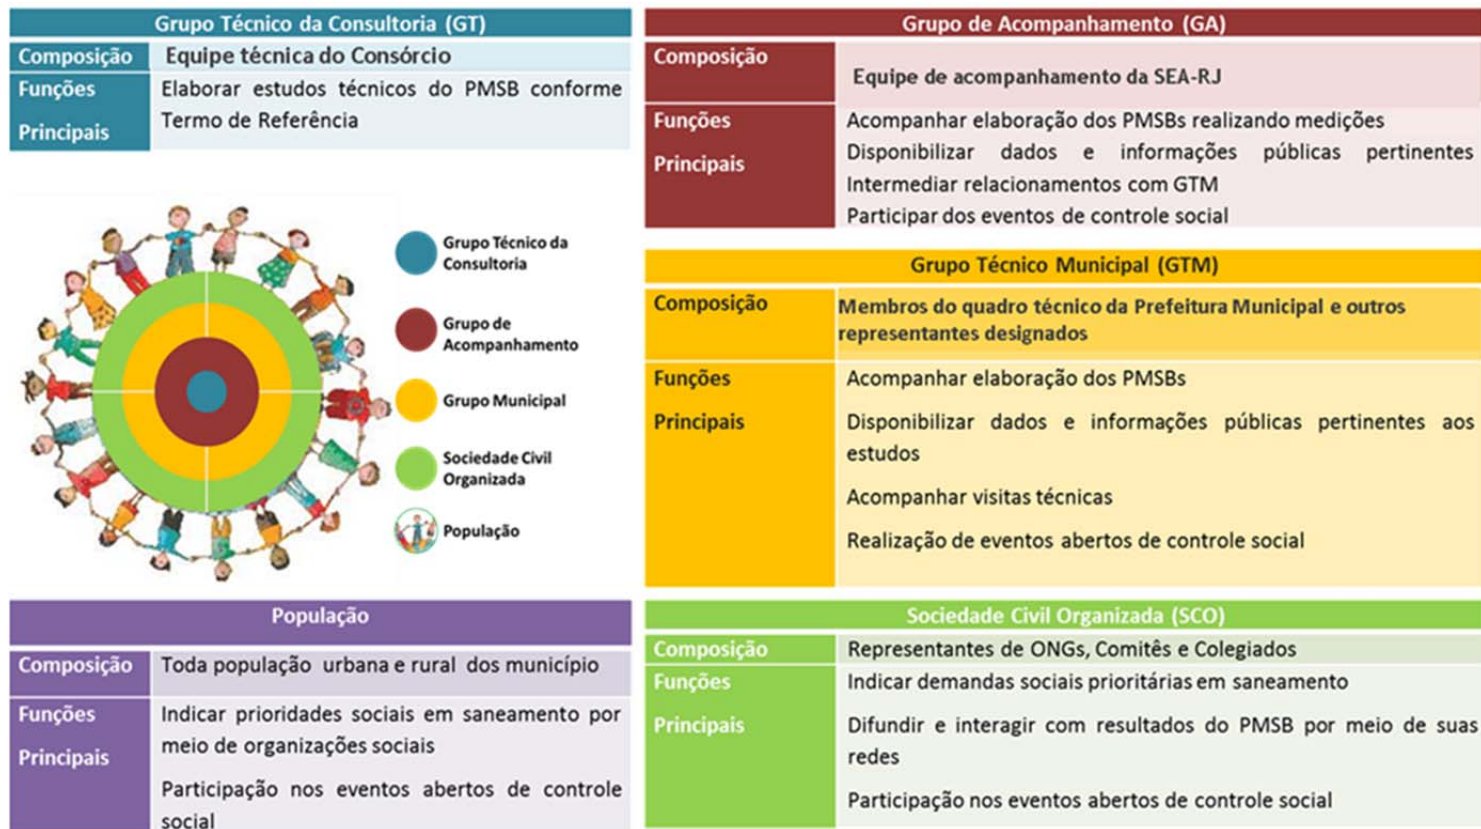 Grupo Técnico da Consultoria (GT)
Composição
Equipe técnica do Consórcio
Funções
Principais
Elaborar estudos técnicos do PMSB conforme
Termo de Referência
Grupo de Acompanhamento (GA)
Composição
Equipe de acompanhamento da SEA-RJ
Funções
Principais
Acompanhar elaboração dos PMSBs realizando medições
Disponibilizar dados e informações públicas pertinentes
Intermediar relacionamentos com GTM
Participar dos eventos de controle social
Grupo Técnico da
Consultoria
Grupo de
Acompanhamento
Grupo Municipal
Sociedade Civil
Organizada
População
Grupo Técnico Municipal (GTM)
Composição
Membros do quadro técnico da Prefeitura Municipal e outros
representantes designados
Funções
Principais
Acompanhar elaboração dos PMSBs
Disponibilizar dados e informações públicas pertinentes aos
estudos
Acompanhar visitas técnicas
Realização de eventos abertos de controle social
População
Composição
Toda população urbana e rural dos município
Funções
Principais
Indicar prioridades sociais em saneamento por
meio de organizações sociais
Participação nos eventos abertos de controle
social
Sociedade Civil Organizada (SCO)
Composição
Representantes de ONGs, Comitês e Colegiados
Funções
Principais
Indicar demandas sociais prioritárias em saneamento
Difundir e interagir com resultados do PMSB por meio de suas
redes
Participação nos eventos abertos de controle social